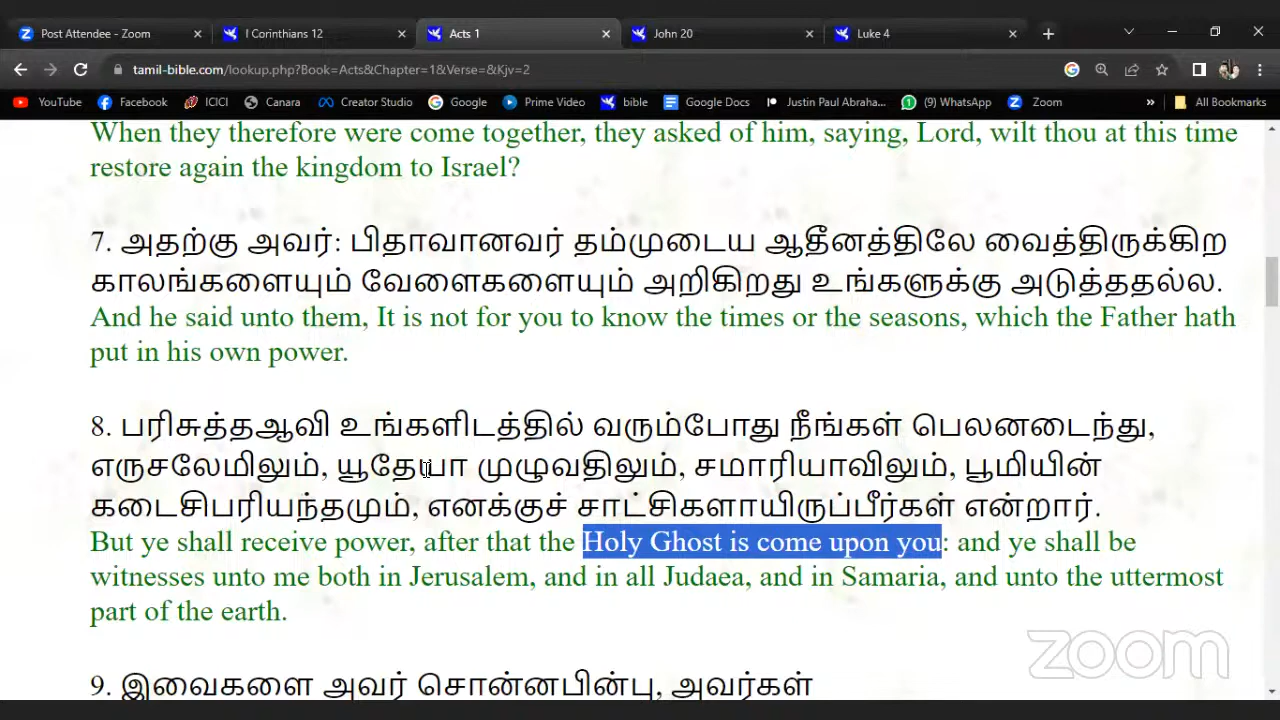 Post Attendee - Zoom
I Corinthians 12
Acts 1
John 20
Luke 4
tamil-bible.com/lookup.php?Book=Acts&Chapter=1&Verse=&Kjv=2
YouTube Facebook ICICI Canara Creator Studio Google Prime Video bible Google Docs Justin Paul Abraha... (9) WhatsApp Zoom » All Bookmarks
When they therefore were come together, they asked of him, saying, Lord, wilt thou at this time
restore again the kingdom to Israel?
7. அதற்கு அவர்: பிதாவானவர் தம்முடைய ஆதீனத்திலே வைத்திருக்கிற
காலங்களையும் வேளைகளையும் அறிகிறது உங்களுக்கு அடுத்ததல்ல.
And he said unto them, It is not for you to know the times or the seasons, which the Father hath
put in his own power.
8. பரிசுத்தஆவி உங்களிடத்தில் வரும்போது நீங்கள் பெலனடைந்து,
எருசலேமிலும், யூதேயா முழுவதிலும், சமாரியாவிலும், பூமியின்
கடைசிபரியந்தமும், எனக்குச் சாட்சிகளாயிருப்பீர்கள் என்றார்.
But ye shall receive power, after that the Holy Ghost is come upon you: and ye shall be
witnesses unto me both in Jerusalem, and in all Judaea, and in Samaria, and unto the uttermost
part of the earth.
zoom
9. இவைகளை அவர் சொன்னபின்பு, அவர்கள்